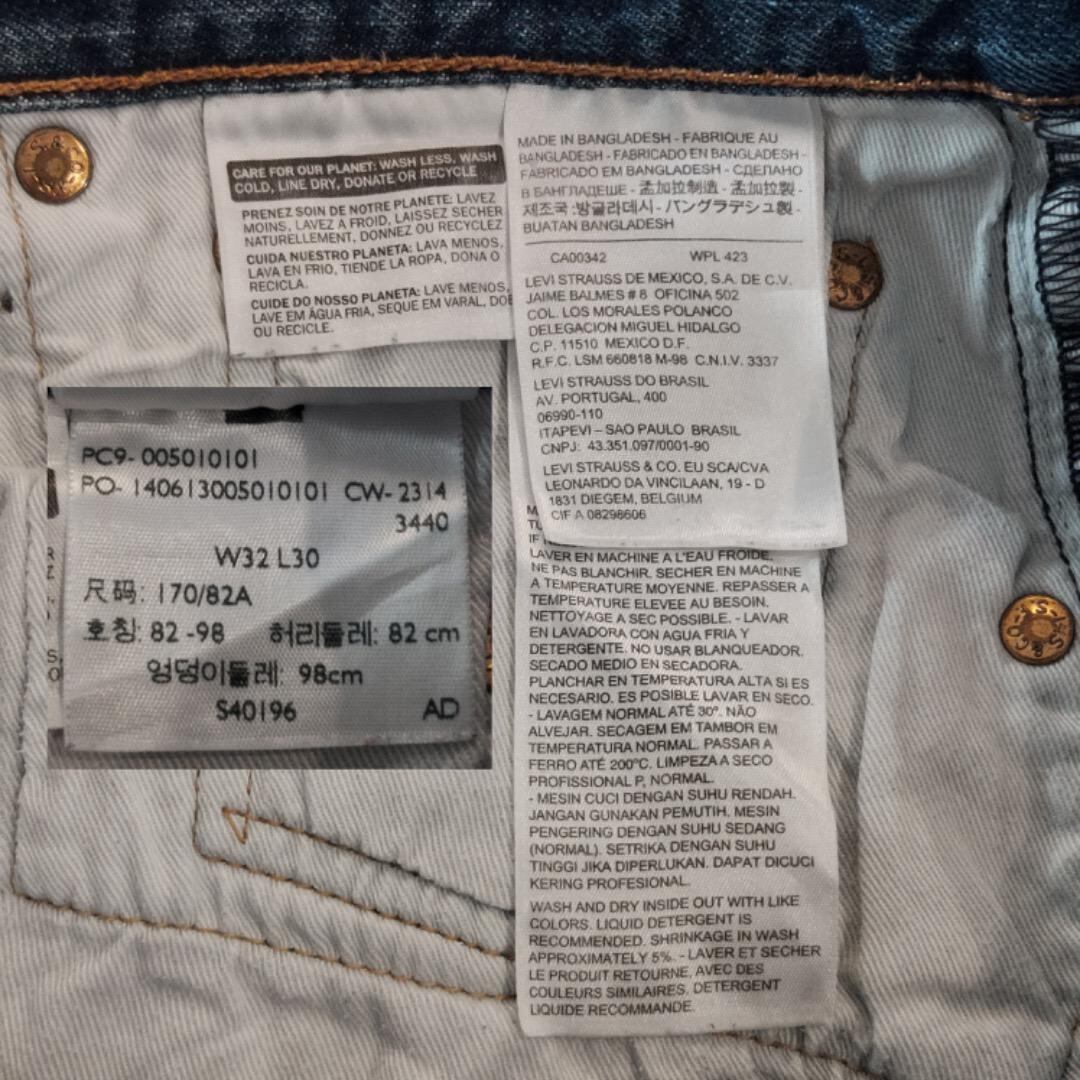 CARE FOR OUR PLANET: WASH LESS, WASH
COLD, LINE DRY, DONATE OR RECYCLE
PRENEZ SOIN DE NOTRE PLANETE: LAVEZ
MOINS, LAVEZ A FROID, LAISSEZ SECHER
NATURELLEMENT, DONNEZ OU RECYCLEZ
CUIDA NUESTRO PLANETA: LAVA MENOS,
LAVA EN FRIO, TIENDE LA ROPA, DONA O
RECICLA.
CUIDE DO NOSSO PLANETA: LAVE MENOS,
LAVE EM ÁGUA FRIA, SEQUE EM VARAL, DOE
OU RECICLE.
MADE IN BANGLADESH - FABRIQUE AU
BANGLADESH - FABRICADO EN BANGLADESH -
FABRICADO EM BANGLADESH - СДЕЛАНО
В БАНГЛАДЕШЕ - 孟加拉制造 - 孟加拉製 -
제조국 :방글라데시 - バングラデシュ製 -
BUATAN BANGLADESH
CA00342 WPL 423
LEVI STRAUSS DE MEXICO, S.A. DE C.V.
JAIME BALMES # 8 OFICINA 502
COL. LOS MORALES POLANCO
DELEGACION MIGUEL HIDALGO
C.P. 11510 MEXICO D.F.
R.F.C. LSM 660818 M-98 C.N.I.V. 3337
LEVI STRAUSS DO BRASIL
AV. PORTUGAL, 400
06990-110
ITAPEVI – SAO PAULO BRASIL
CNPJ: 43.351.097/0001-90
LEVI STRAUSS & CO. EU SCA/CVA
LEONARDO DA VINCILAAN, 19 - D
1831 DIEGEM, BELGIUM
CIF A 08298606
PC9- 005010101
PO- 140613005010101 CW- 2314
3440
W32 L30
尺码: 170/82A
호칭: 82 -98 허리둘레: 82 cm
엉덩이둘레: 98cm
S40196 AD
LAVER EN MACHINE A L'EAU FROIDE.
NE PAS BLANCHIR. SECHER EN MACHINE
A TEMPERATURE MOYENNE. REPASSER A
TEMPERATURE ELEVEE AU BESOIN.
NETTOYAGE A SEC POSSIBLE. - LAVAR
EN LAVADORA CON AGUA FRIA Y
DETERGENTE. NO USAR BLANQUEADOR.
SECADO MEDIO EN SECADORA.
PLANCHAR EN TEMPERATURA ALTA SI ES
NECESARIO. ES POSIBLE LAVAR EN SECO.
- LAVAGEM NORMAL ATÉ 30º. NÃO
ALVEJAR. SECAGEM EM TAMBOR EM
TEMPERATURA NORMAL. PASSAR A
FERRO ATÉ 200ºC. LIMPEZA A SECO
PROFISSIONAL P, NORMAL.
- MESIN CUCI DENGAN SUHU RENDAH.
JANGAN GUNAKAN PEMUTIH. MESIN
PENGERING DENGAN SUHU SEDANG
(NORMAL). SETRIKA DENGAN SUHU
TINGGI JIKA DIPERLUKAN. DAPAT DICUCI
KERING PROFESIONAL.
WASH AND DRY INSIDE OUT WITH LIKE
COLORS. LIQUID DETERGENT IS
RECOMMENDED. SHRINKAGE IN WASH
APPROXIMATELY 5%. - LAVER ET SECHER
LE PRODUIT RETOURNE, AVEC DES
COULEURS SIMILAIRES. DETERGENT
LIQUIDE RECOMMANDE.